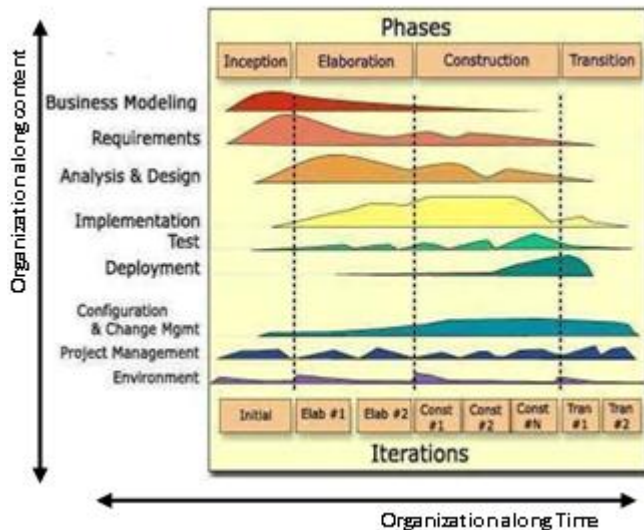 Phases
Inception Elaboration Construction Transition
Business Modeling
Requirements
Analysis & Design
Implementation
Test
Deployment
Configuration
& Change Mgmt
Project Management
Environment
Initial Elab #1 Elab #2 Const #1 Const #2 Const #N Tran #1 Tran #2
Iterations
Organization along content
Organization along Time